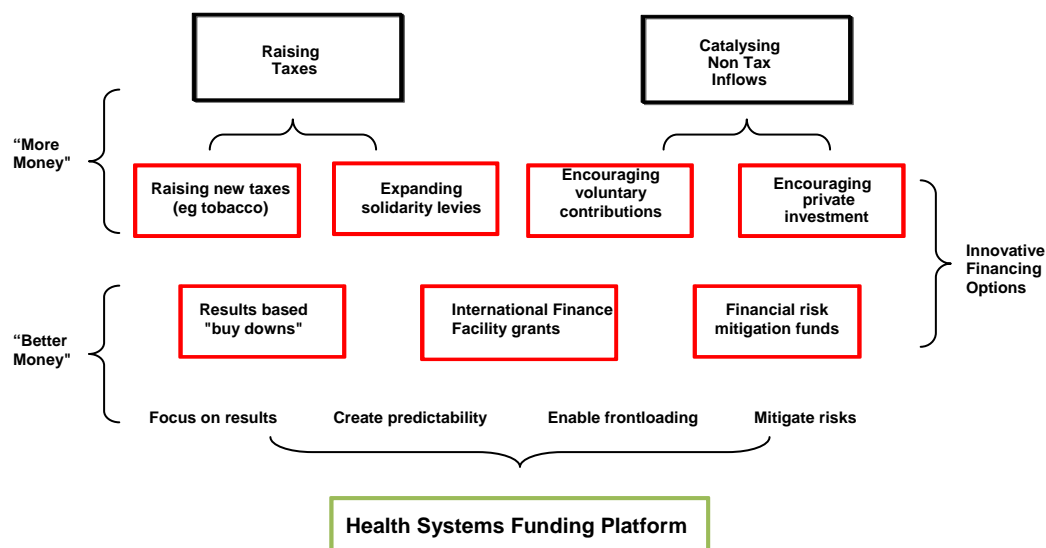 Raising
Taxes
Catalysing
Non Tax
Inflows
“More
Money"
Raising new taxes
(eg tobacco)
Expanding
solidarity levies
Encouraging
voluntary
contributions
Encouraging
private
investment
Innovative
Financing
Options
“Better
Money"
Results based
"buy downs"
International Finance
Facility grants
Financial risk
mitigation funds
Focus on results
Create predictability
Enable frontloading
Mitigate risks
Health Systems Funding Platform